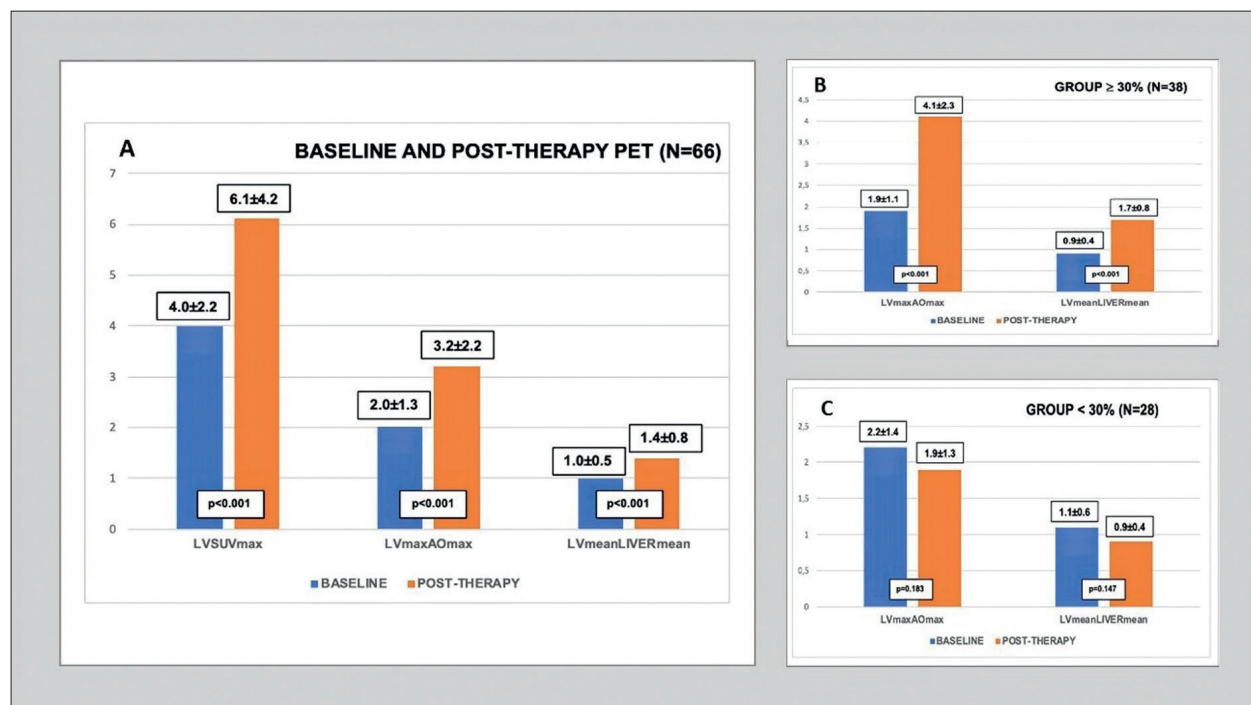 A
BASELINE AND POST-THERAPY PET (N=66)
7
6
5
4
3
2
1
0
4.0±2.2
6.1±4.2
2.0±1.3
3.2±2.2
1.0±0.5
1.4±0.8
p<0.001
p<0.001
p<0.001
LVSUVmax
LVmaxAOmax
LVmeanLIVERmean
BASELINE
POST-THERAPY
B
GROUP ≥ 30% (N=38)
4,5
4
3,5
3
2,5
2
1,5
1
0,5
0
1.9±1.1
4.1±2.3
0.9±0.4
1.7±0.8
p<0.001
p<0.001
LVmaxAOmax
LVmeanLIVERmean
BASELINE
POST-THERAPY
C
GROUP < 30% (N=28)
2,5
2
1,5
1
0,5
0
2.2±1.4
1.9±1.3
1.1±0.6
0.9±0.4
p=0.183
p=0.147
LVmaxAOmax
LVmeanLIVERmean
BASELINE
POST-THERAPY